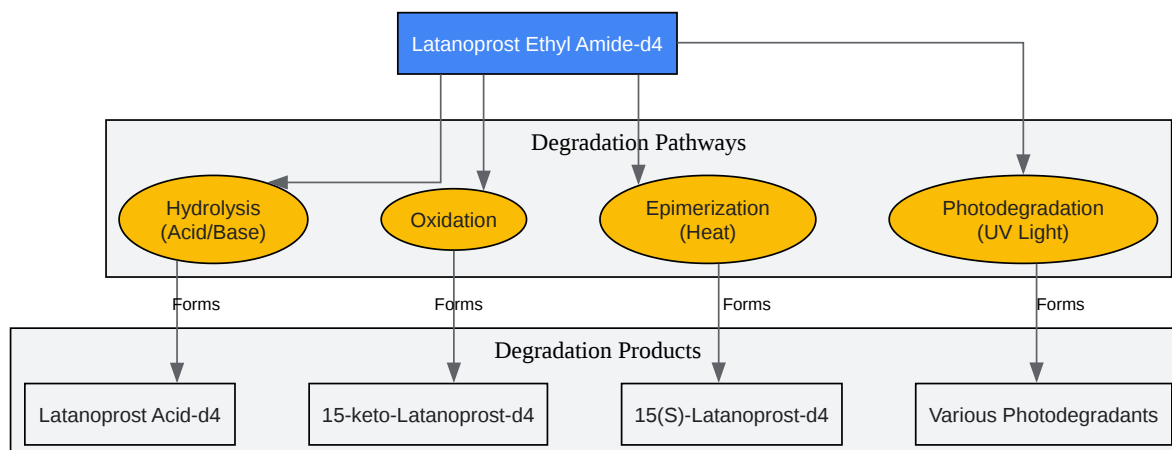 Latanoprost Ethyl Amide-d4
Degradation Pathways
Hydrolysis
(Acid/Base)
Oxidation
Epimerization
(Heat)
Photodegradation
(UV Light)
Forms
Forms
Forms
Forms
Degradation Products
Latanoprost Acid-d4
15-keto-Latanoprost-d4
15(S)-Latanoprost-d4
Various Photodegradants